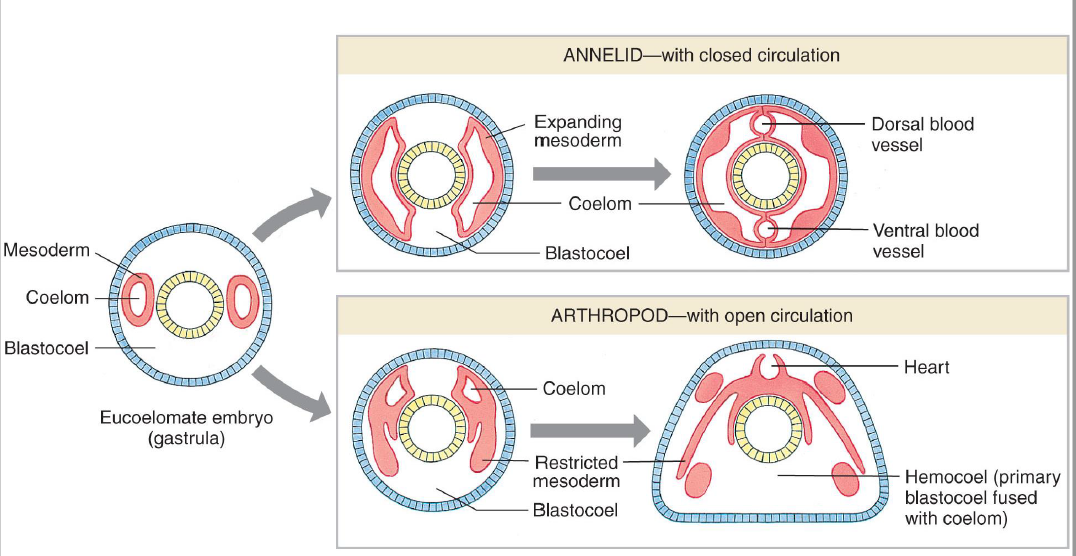 ANNELID—with closed circulation
Expanding
mesoderm
Dorsal blood
vessel
Coelom
Ventral blood
vessel
Blastocoel
Mesoderm
Coelom
Blastocoel
Eucoelomate embryo
(gastrula)
ARTHROPOD—with open circulation
Coelom
Heart
Restricted
mesoderm
Blastocoel
Hemocoel (primary
blastocoel fused
with coelom)